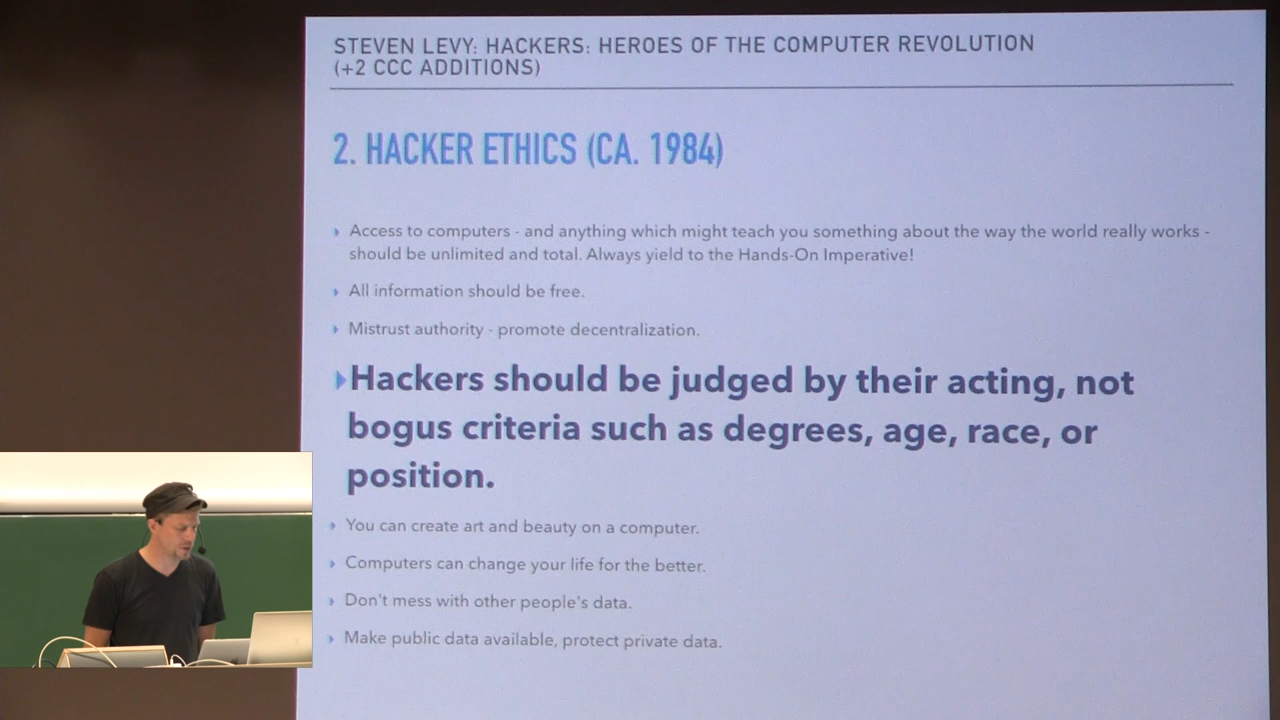 STEVEN LEVY: HACKERS: HEROES OF THE COMPUTER REVOLUTION
(+2 CCC ADDITIONS)
2. HACKER ETHICS (CA. 1984)
Access to computers - and anything which might teach you something about the way the world really works -
should be unlimited and total. Always yield to the Hands-On Imperative!
All information should be free.
Mistrust authority - promote decentralization.
Hackers should be judged by their acting, not
bogus criteria such as degrees, age, race, or
position.
You can create art and beauty on a computer.
Computers can change your life for the better.
Don't mess with other people's data.
Make public data available, protect private data.